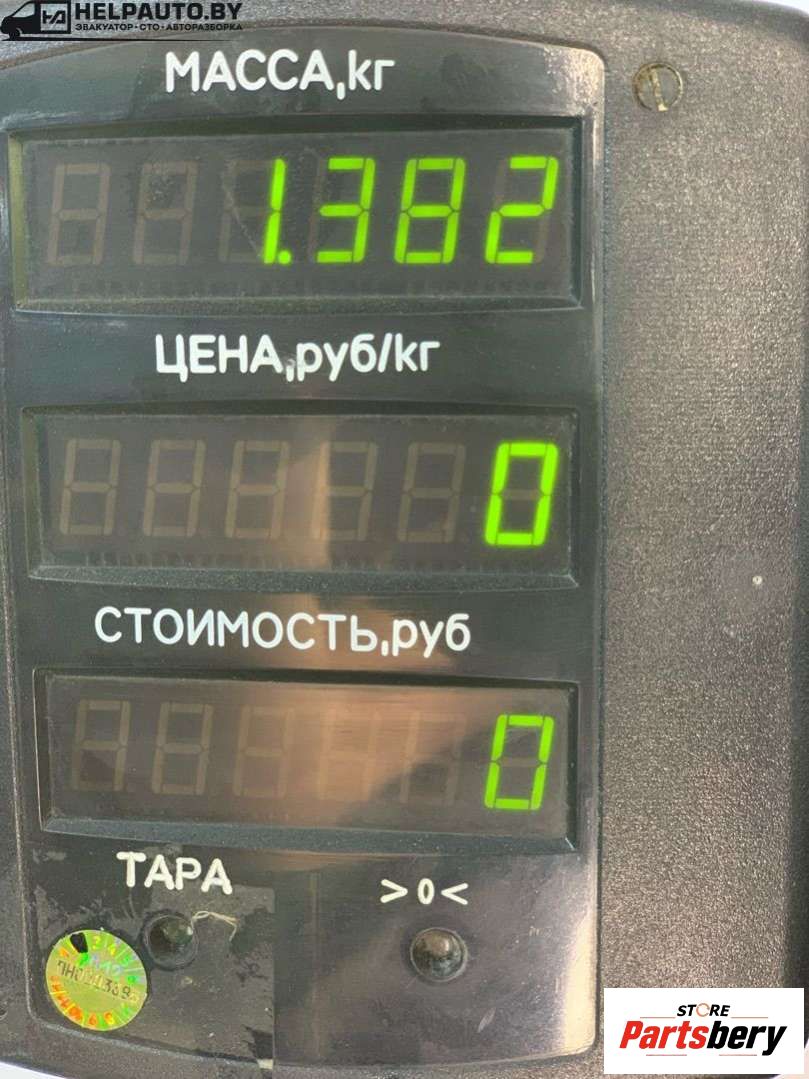 HELPAUTO.BY
ЭВАКУАТОР•СТО•АВТОРАЗБОРКА
МАССА,кг
1.382
ЦЕНА,руб/кг
0
СТОИМОСТЬ,руб
0
ТАРА
>0<
STORE
Partsbery